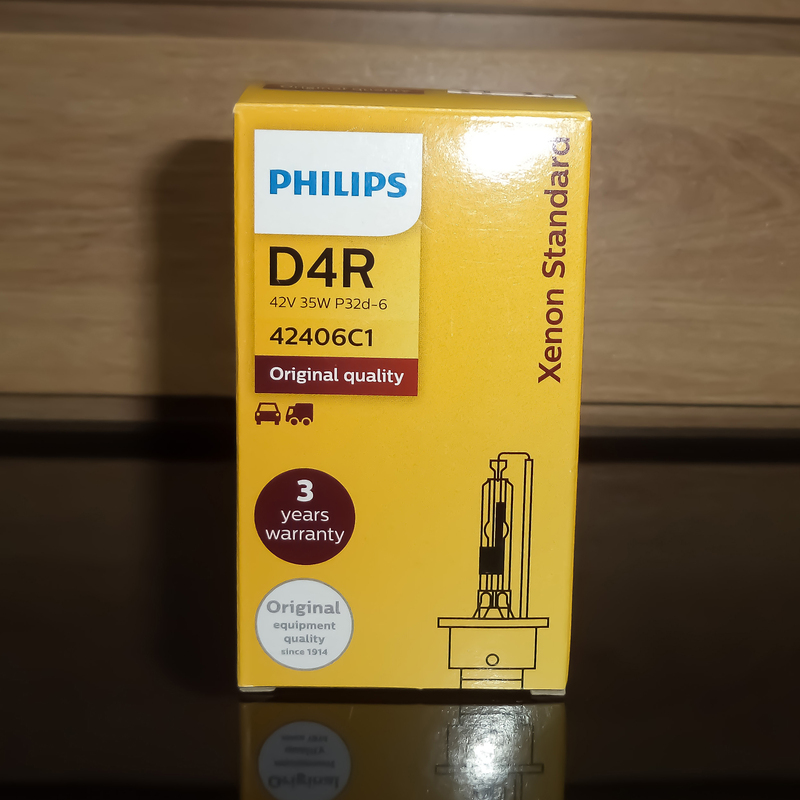 PHILIPS
D4R
42V 35W P32d-6
42406C1
Original quality
Xenon Standard
3
years
warranty
Original
equipment
quality
since 1914